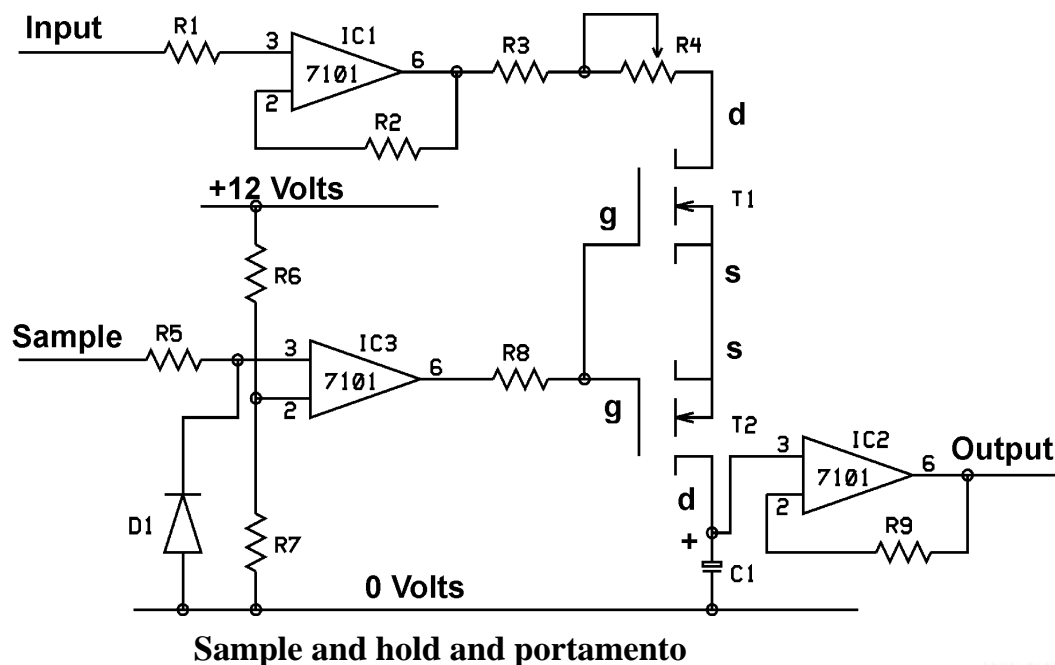 Input
R1
3
IC1
7101
2
6
R2
R3
R4
d
+12 Volts
g
T1
s
R6
Sample
R5
3
IC3
7101
2
6
R8
g
s
T2
d
+
C1
3
IC2
7101
2
6
Output
R9
D1
R7
0 Volts
Sample and hold and portamento